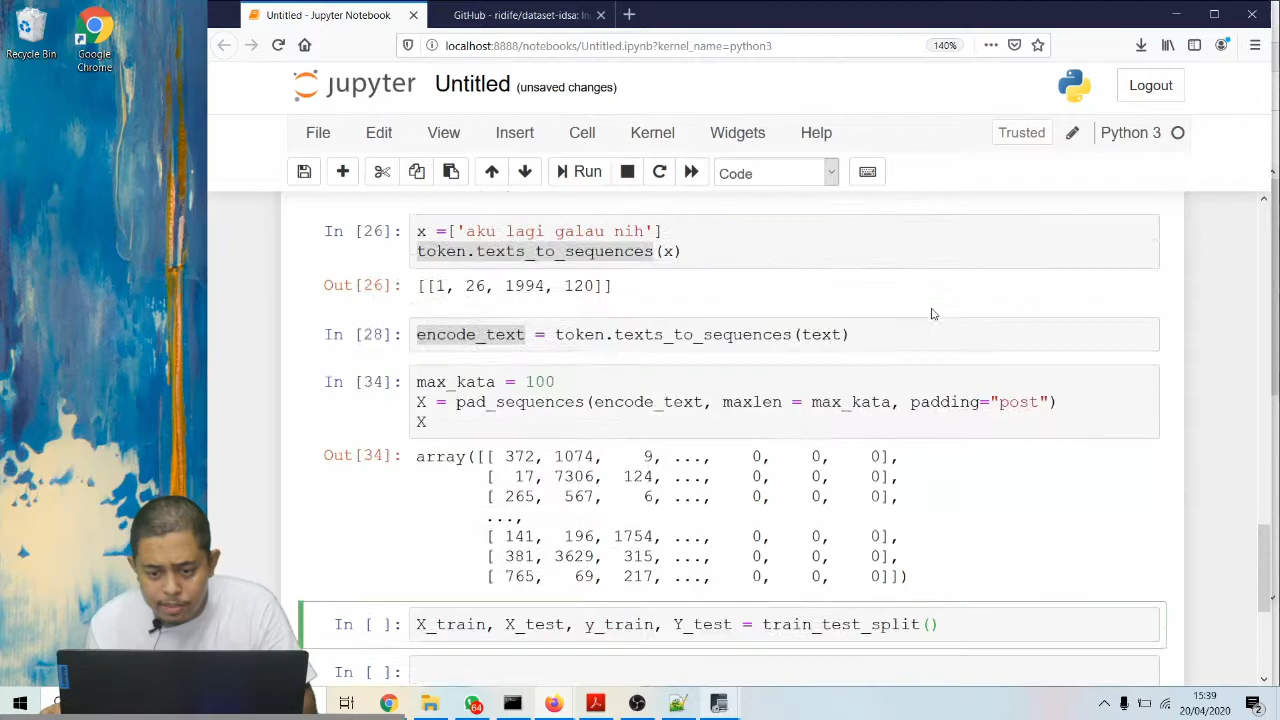 Recycle Bin
Google
Chrome
Untitled - Jupyter Notebook
GitHub - ridife/dataset-idsa: In
localhost:8888/notebooks/Untitled.ipynb?kernel_name=python3
140%
jupyter Untitled (unsaved changes)
Logout
File Edit View Insert Cell Kernel Widgets Help
Trusted
Python 3
Run
Code
In [26]: x =['aku lagi galau nih']
token.texts_to_sequences(x)
Out[26]: [[1, 26, 1994, 120]]
In [28]: encode_text = token.texts_to_sequences(text)
In [34]: max_kata = 100
X = pad_sequences(encode_text, maxlen = max_kata, padding="post")
X
Out[34]: array([[ 372, 1074, 9, ..., 0, 0, 0],
[ 17, 7306, 124, ..., 0, 0, 0],
[ 265, 567, 6, ..., 0, 0, 0],
...,
[ 141, 196, 1754, ..., 0, 0, 0],
[ 381, 3629, 315, ..., 0, 0, 0],
[ 765, 69, 217, ..., 0, 0, 0]])
In [ ]: X_train, X_test, y_train, Y_test = train_test_split()
In [ ]:
64
15:39
20/04/2020
2